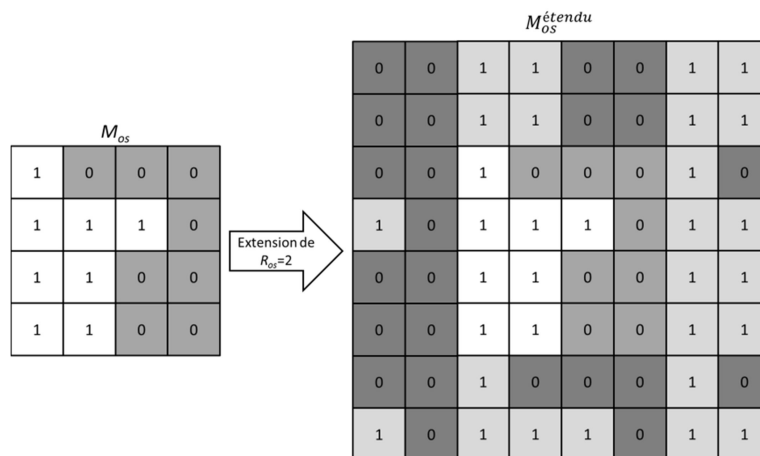 M_os^étendu
0 0 1 1 0 0 1 1
0 0 1 1 0 0 1 1
M_os
1 0 0 0
0 0 1 0 0 0 1 0
1 1 1 0
1 0 1 1 1 0 1 1
Extension de
R_os=2
1 1 0 0
0 0 1 1 0 0 1 1
1 1 0 0
0 0 1 1 0 0 1 1
0 0 1 0 0 0 1 0
1 0 1 1 1 0 1 1